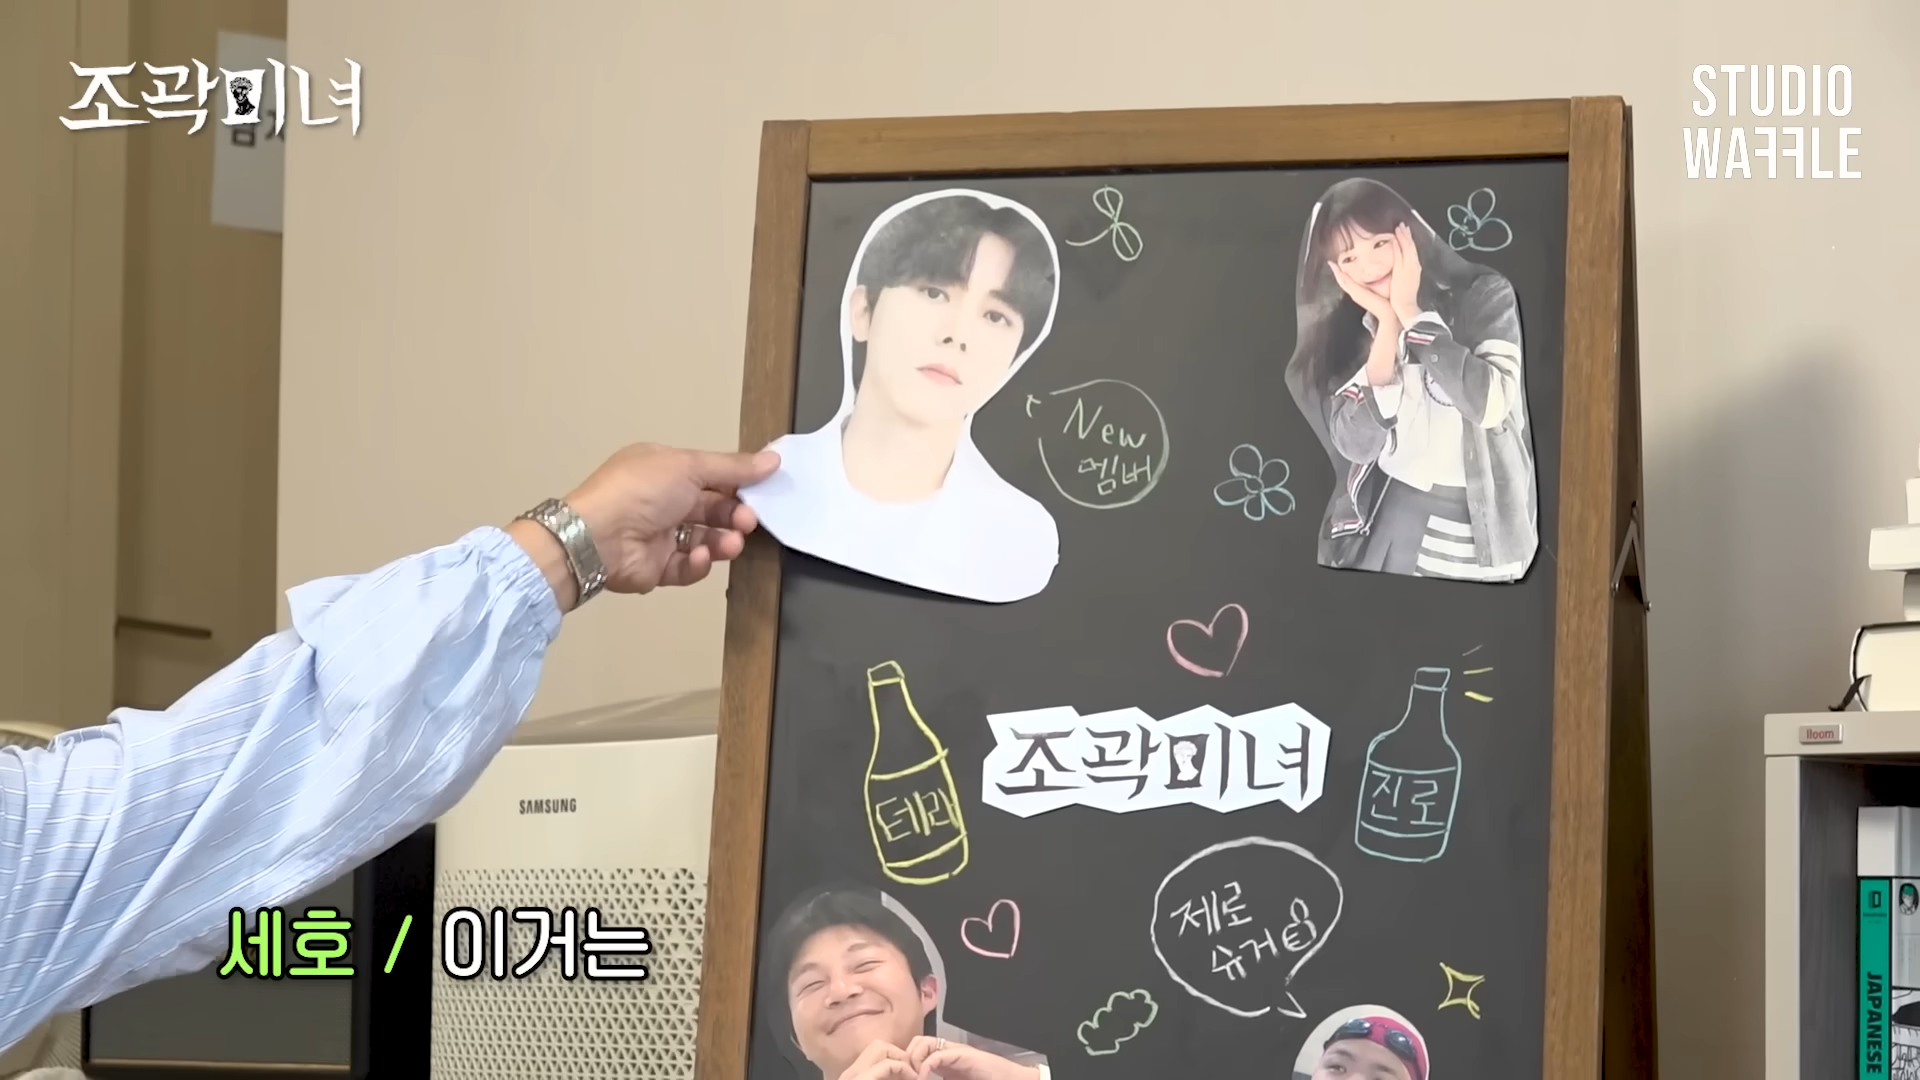 조곽미녀
STUDIO
WAFFLE
New
멤버
조곽미녀
테라
진로
제로
슈거
SAMSUNG
세호 / 이거는
iloom
JAPANESE